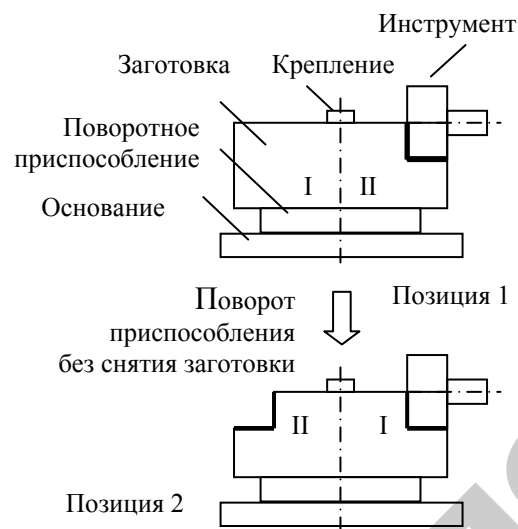 Инструмент
Заготовка Крепление
Поворотное
приспособление
I II
Основание
Поворот
приспособления
без снятия заготовки
Позиция 1
II I
Позиция 2